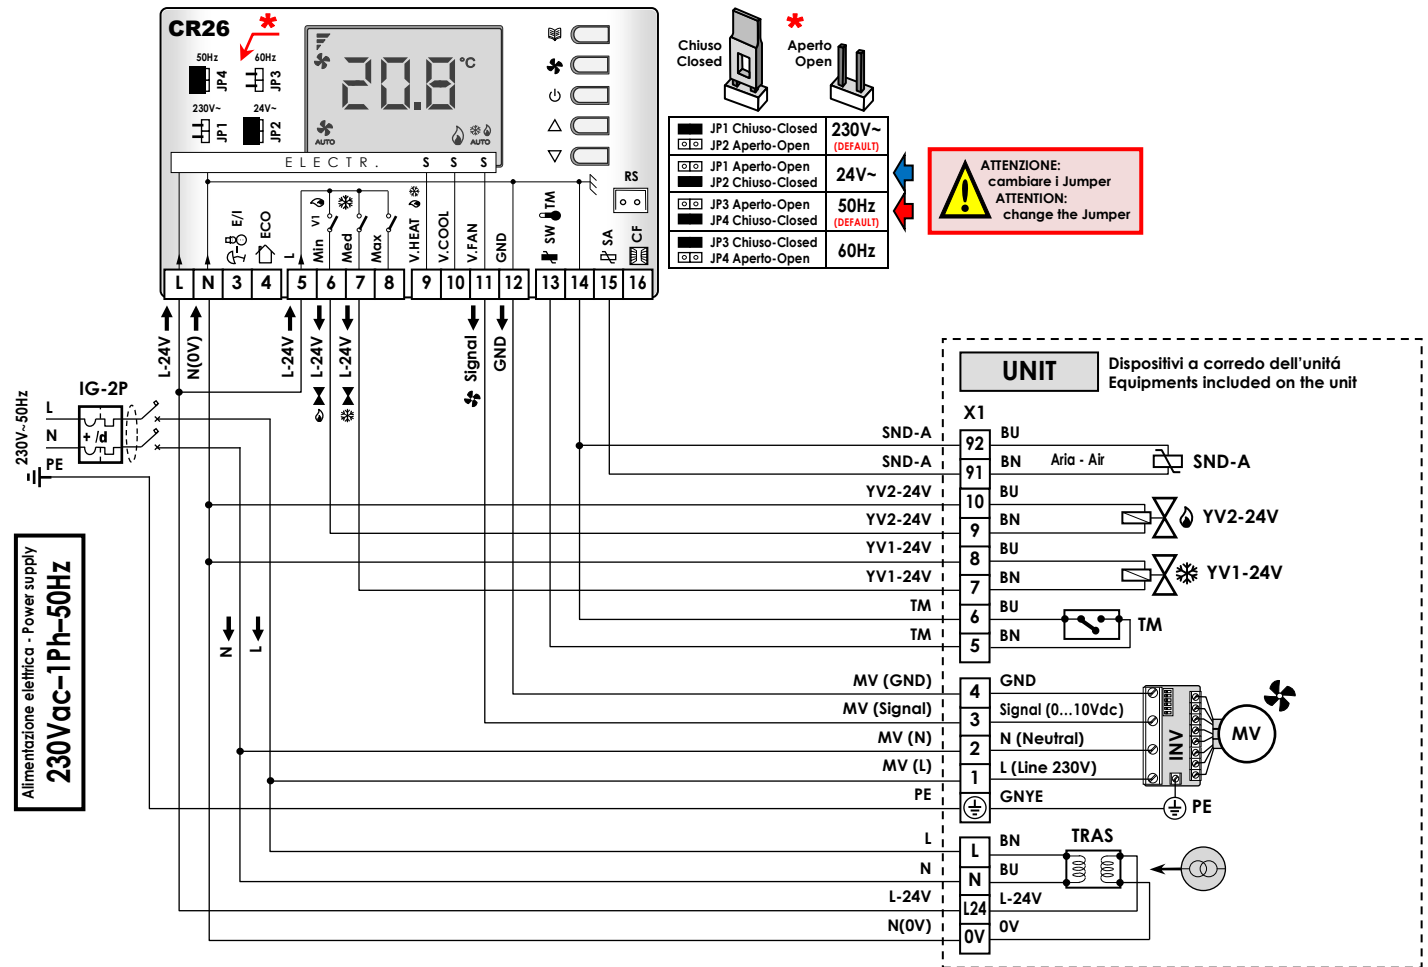 CR26
*
50Hz
60Hz
JP4
JP3
230V~
24V~
JP1
JP2
20.8°C
AUTO
AUTO
ELECTR.
S S S
RS
E/I
ECO
L
Min V1
Med
Max
V.HEAT
V.COOL
V.FAN
GND
SW
TM
SA
CF
L N 3 4 5 6 7 8 9 10 11 12 13 14 15 16
L-24V
N(0V)
L-24V
L-24V
L-24V
Signal
GND
Chiuso
Closed
*
Aperto
Open
JP1 Chiuso-Closed
JP2 Aperto-Open
230V~
(DEFAULT)
JP1 Aperto-Open
JP2 Chiuso-Closed
24V~
JP3 Aperto-Open
JP4 Chiuso-Closed
50Hz
(DEFAULT)
JP3 Chiuso-Closed
JP4 Aperto-Open
60Hz
ATTENZIONE:
cambiare i Jumper
ATTENTION:
change the Jumper
230V~50Hz
L
N
PE
IG-2P
+ /d
Alimentazione elettrica - Power supply
230Vac–1Ph–50Hz
N
L
UNIT
Dispositivi a corredo dell'unitá
Equipments included on the unit
X1
SND-A 92 BU
SND-A 91 BN
Aria - Air
SND-A
YV2-24V 10 BU
YV2-24V 9 BN
YV2-24V
YV1-24V 8 BU
YV1-24V 7 BN
YV1-24V
TM 6 BU
TM 5 BN
TM
MV (GND) 4 GND
MV (Signal) 3 Signal (0...10Vdc)
MV (N) 2 N (Neutral)
MV (L) 1 L (Line 230V)
PE GNYE
INV
MV
PE
L L BN
N N BU
TRAS
L-24V L24 L-24V
N(0V) 0V 0V